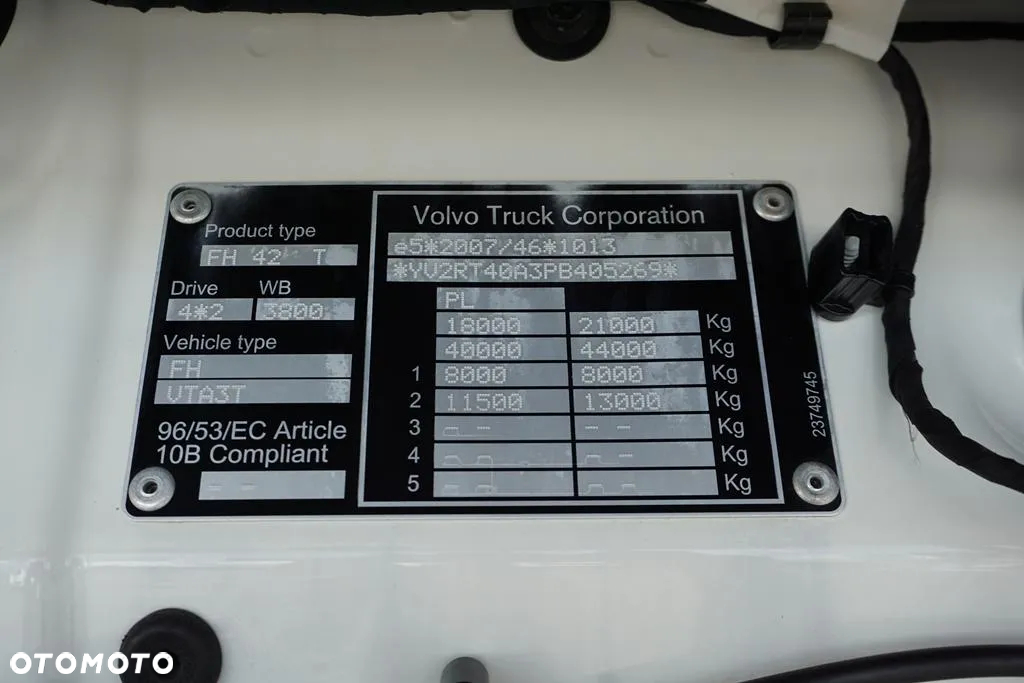 Volvo Truck Corporation
Product type
FH 42 T
Drive WB
4*2 3800
Vehicle type
FH
VTA3T
96/53/EC Article
10B Compliant
- -
e5*2007/46*1013
*YV2RT40A3PB405269*
PL
18000 21000 Kg
40000 44000 Kg
1 8000 8000 Kg
2 11500 13000 Kg
3 - - - - Kg
4 - - - - Kg
5 - - - - Kg
23749745
OTOMOTO